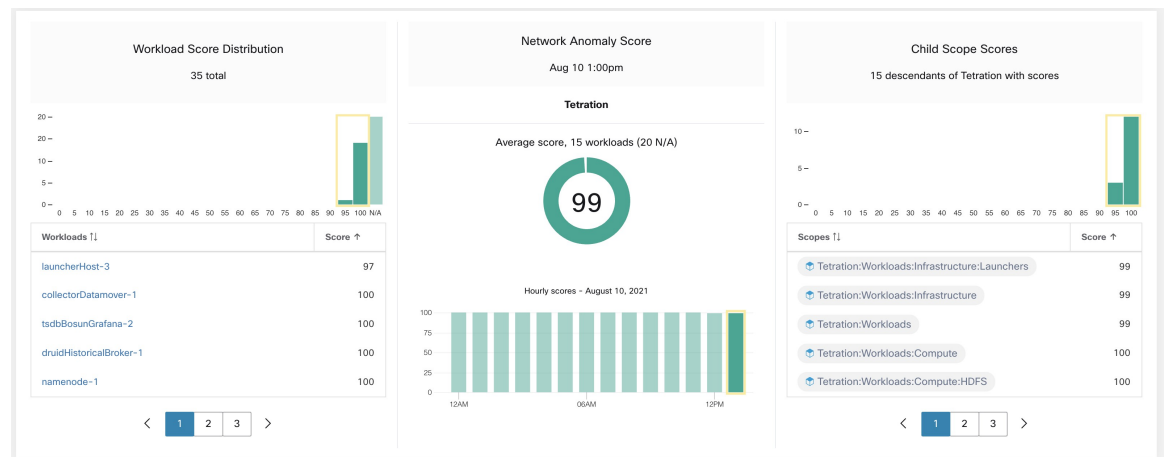 Workload Score Distribution
35 total
20
20
10
5
0
0 5 10 15 20 25 30 35 40 45 50 55 60 65 70 75 80 85 90 95 100 N/A
Workloads ↑↓ Score ↑
launcherHost-3 97
collectorDatamover-1 100
tsdbBosunGrafana-2 100
druidHistoricalBroker-1 100
namenode-1 100
< 1 2 3 >
Network Anomaly Score
Aug 10 1:00pm
Tetration
Average score, 15 workloads (20 N/A)
99
Hourly scores - August 10, 2021
100
75
50
25
0
12AM 06AM 12PM
Child Scope Scores
15 descendants of Tetration with scores
10
5
0
0 5 10 15 20 25 30 35 40 45 50 55 60 65 70 75 80 85 90 95 100
Scopes ↑↓ Score ↑
Tetration:Workloads:Infrastructure:Launchers 99
Tetration:Workloads:Infrastructure 99
Tetration:Workloads 99
Tetration:Workloads:Compute 100
Tetration:Workloads:Compute:HDFS 100
< 1 2 3 >